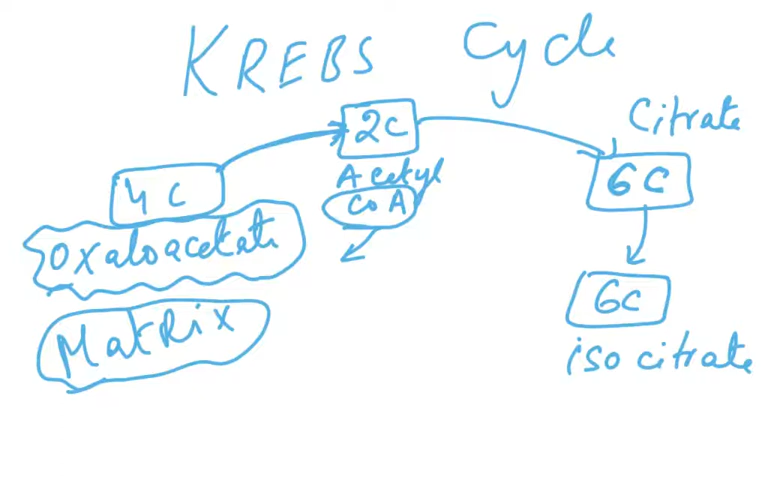 KREBS Cycle
2C
Citrate
Acetyl
CoA
4C
6C
Oxaloacetate
6C
Matrix
isocitrate